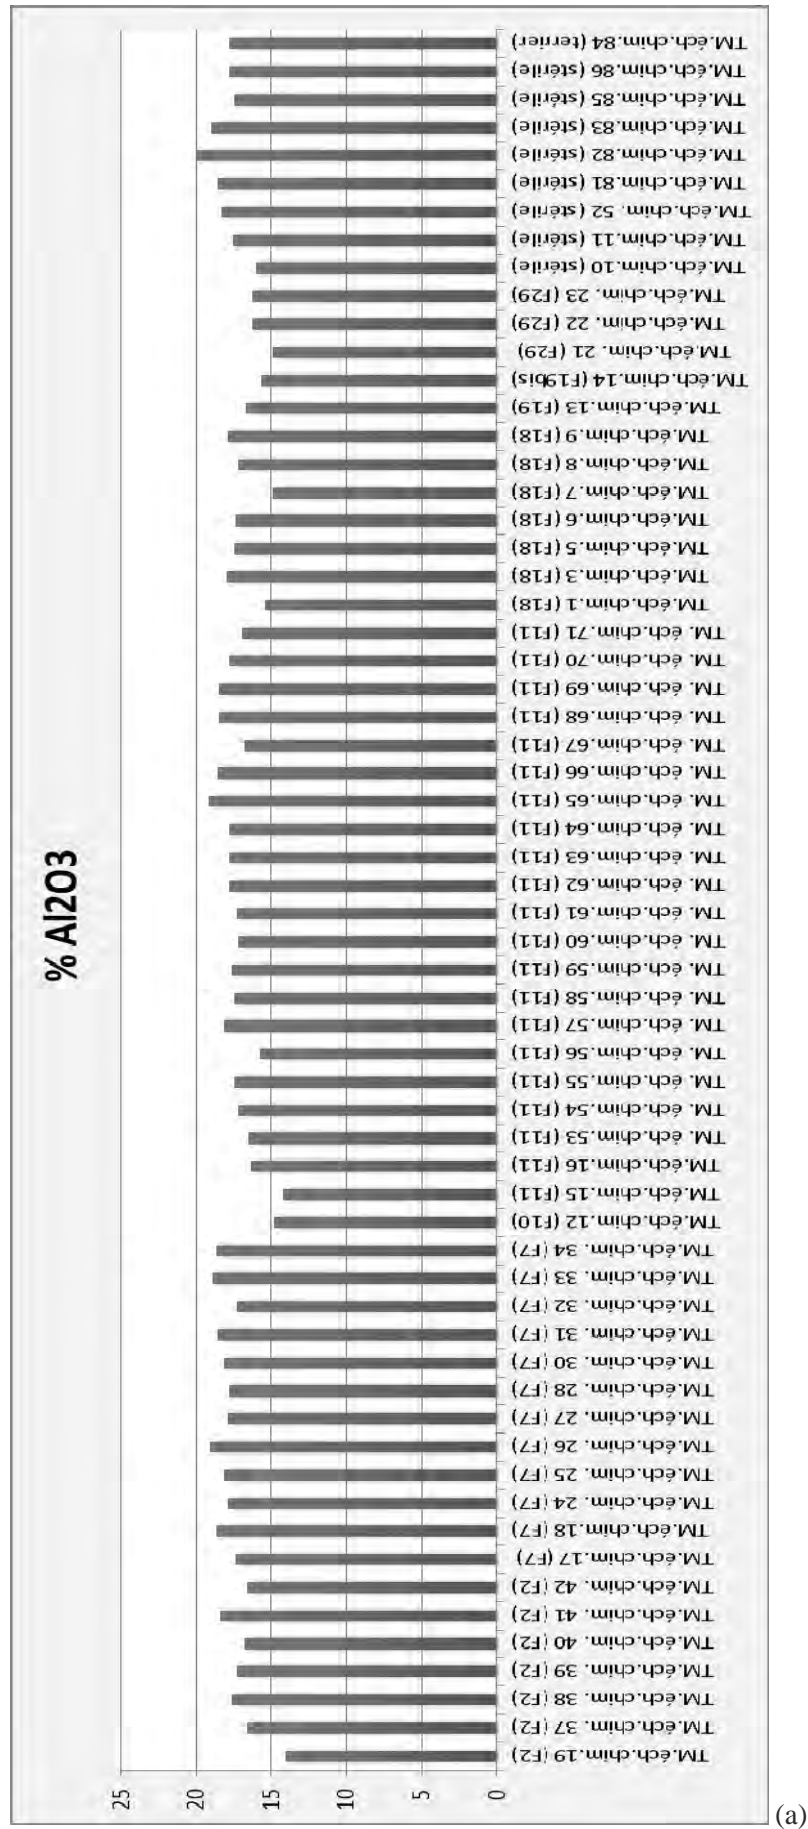 % Al2O3
25
20
15
10
5
0
TM.éch.chim.19 (F2)
TM.éch.chim. 37 (F2)
TM.éch.chim. 38 (F2)
TM.éch.chim. 39 (F2)
TM.éch.chim. 40 (F2)
TM.éch.chim. 41 (F2)
TM.éch.chim. 42 (F2)
TM.éch.chim.17 (F7)
TM.éch.chim.18 (F7)
TM.éch.chim. 24 (F7)
TM.éch.chim. 25 (F7)
TM.éch.chim. 26 (F7)
TM.éch.chim. 27 (F7)
TM.éch.chim. 28 (F7)
TM.éch.chim. 30 (F7)
TM.éch.chim. 31 (F7)
TM.éch.chim. 32 (F7)
TM.éch.chim. 33 (F7)
TM.éch.chim. 34 (F7)
TM.éch.chim.12 (F10)
TM.éch.chim.15 (F11)
TM.éch.chim.16 (F11)
TM. éch.chim.53 (F11)
TM. éch.chim.54 (F11)
TM. éch.chim.55 (F11)
TM. éch.chim.56 (F11)
TM. éch.chim.57 (F11)
TM. éch.chim.58 (F11)
TM. éch.chim.59 (F11)
TM. éch.chim.60 (F11)
TM. éch.chim.61 (F11)
TM. éch.chim.62 (F11)
TM. éch.chim.63 (F11)
TM. éch.chim.64 (F11)
TM. éch.chim.65 (F11)
TM. éch.chim.66 (F11)
TM. éch.chim.67 (F11)
TM. éch.chim.68 (F11)
TM. éch.chim.69 (F11)
TM. éch.chim.70 (F11)
TM. éch.chim.71 (F11)
TM.éch.chim.1 (F18)
TM.éch.chim.3 (F18)
TM.éch.chim.5 (F18)
TM.éch.chim.6 (F18)
TM.éch.chim.7 (F18)
TM.éch.chim.8 (F18)
TM.éch.chim.9 (F18)
TM.éch.chim.13 (F19)
TM.éch.chim.14 (F19bis)
TM.éch.chim. 21 (F29)
TM.éch.chim. 22 (F29)
TM.éch.chim. 23 (F29)
TM.éch.chim.10 (stérile)
TM.éch.chim.11 (stérile)
TM.éch.chim. 52 (stérile)
TM.éch.chim.81 (stérile)
TM.éch.chim.82 (stérile)
TM.éch.chim.83 (stérile)
TM.éch.chim.85 (stérile)
TM.éch.chim.86 (stérile)
TM.éch.chim.84 (terrier)
(a)